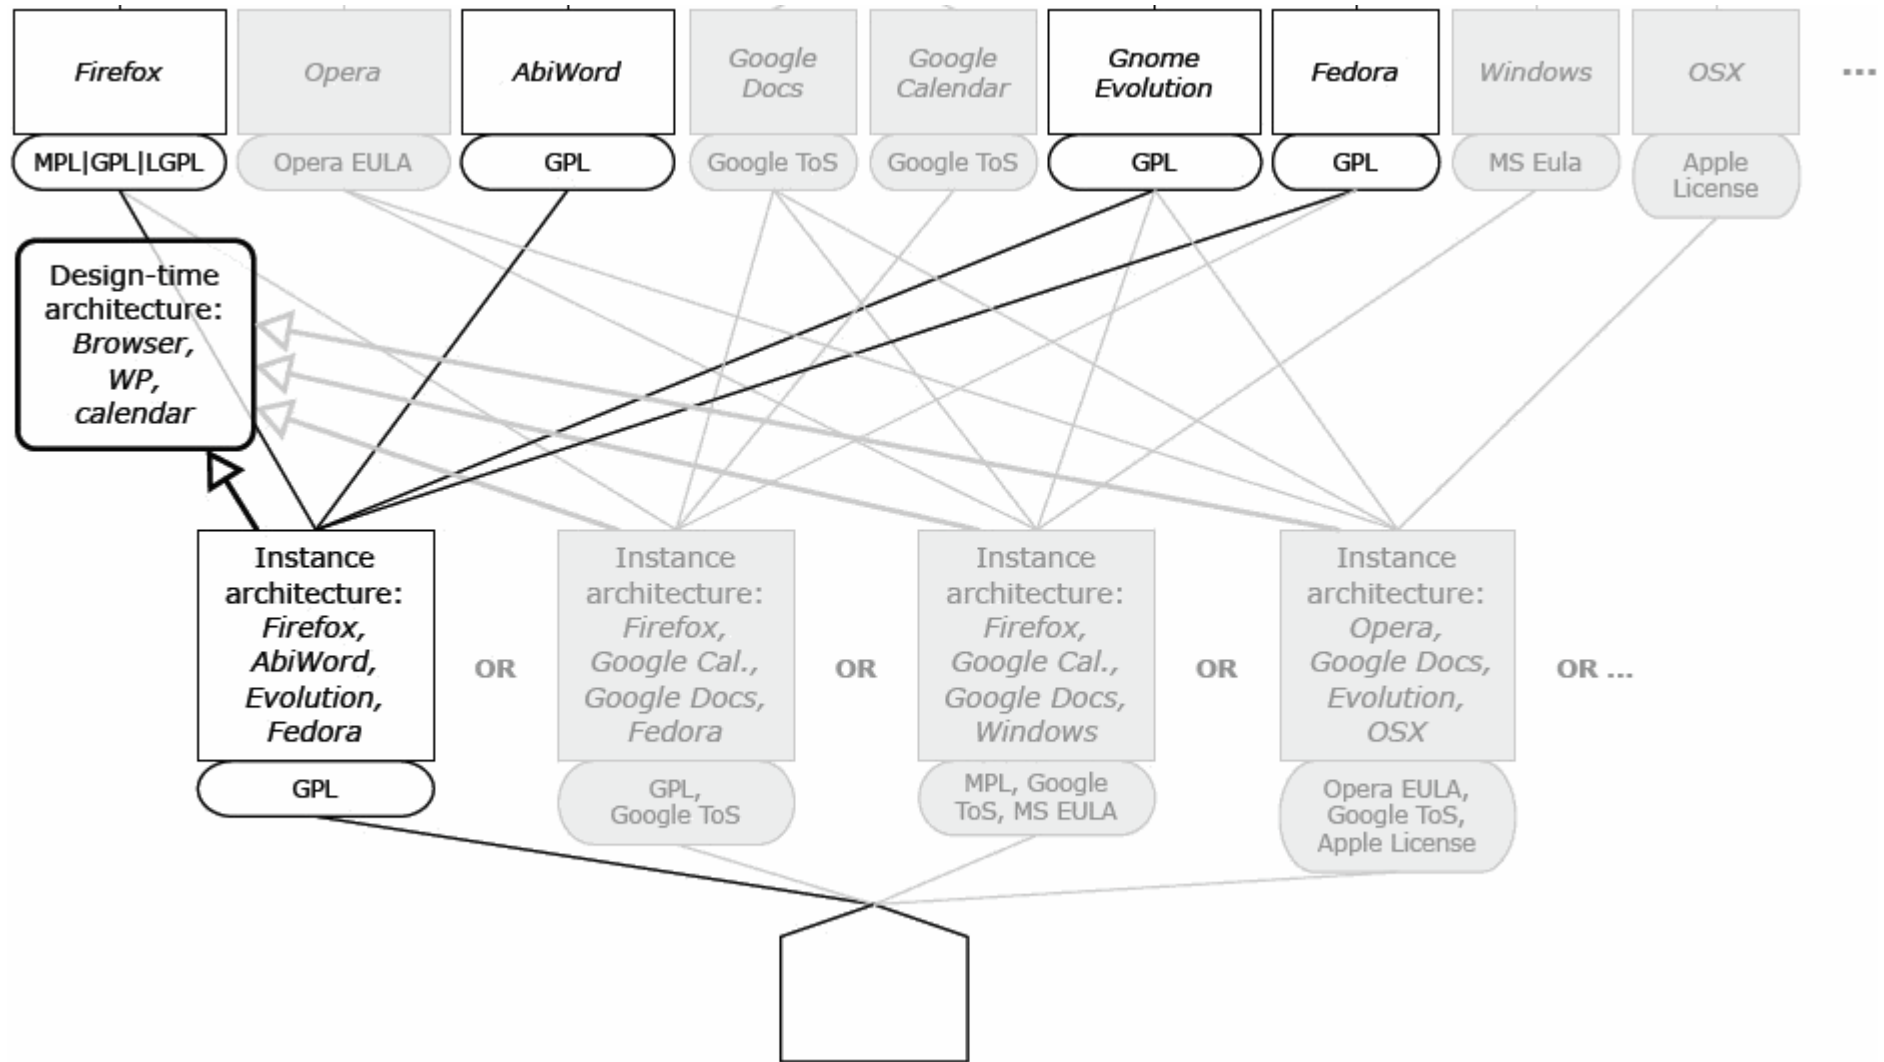 Firefox
Opera
AbiWord
Google
Docs
Google
Calendar
Gnome
Evolution
Fedora
Windows
OSX
...
MPL|GPL|LGPL
Opera EULA
GPL
Google ToS
Google ToS
GPL
GPL
MS Eula
Apple
License
Design-time
architecture:
Browser,
WP,
calendar
Instance
architecture:
Firefox,
AbiWord,
Evolution,
Fedora
GPL
OR
Instance
architecture:
Firefox,
Google Cal.,
Google Docs,
Fedora
GPL,
Google ToS
OR
Instance
architecture:
Firefox,
Google Cal.,
Google Docs,
Windows
MPL, Google
ToS, MS EULA
OR
Instance
architecture:
Opera,
Google Docs,
Evolution,
OSX
Opera EULA,
Google ToS,
Apple License
OR ...